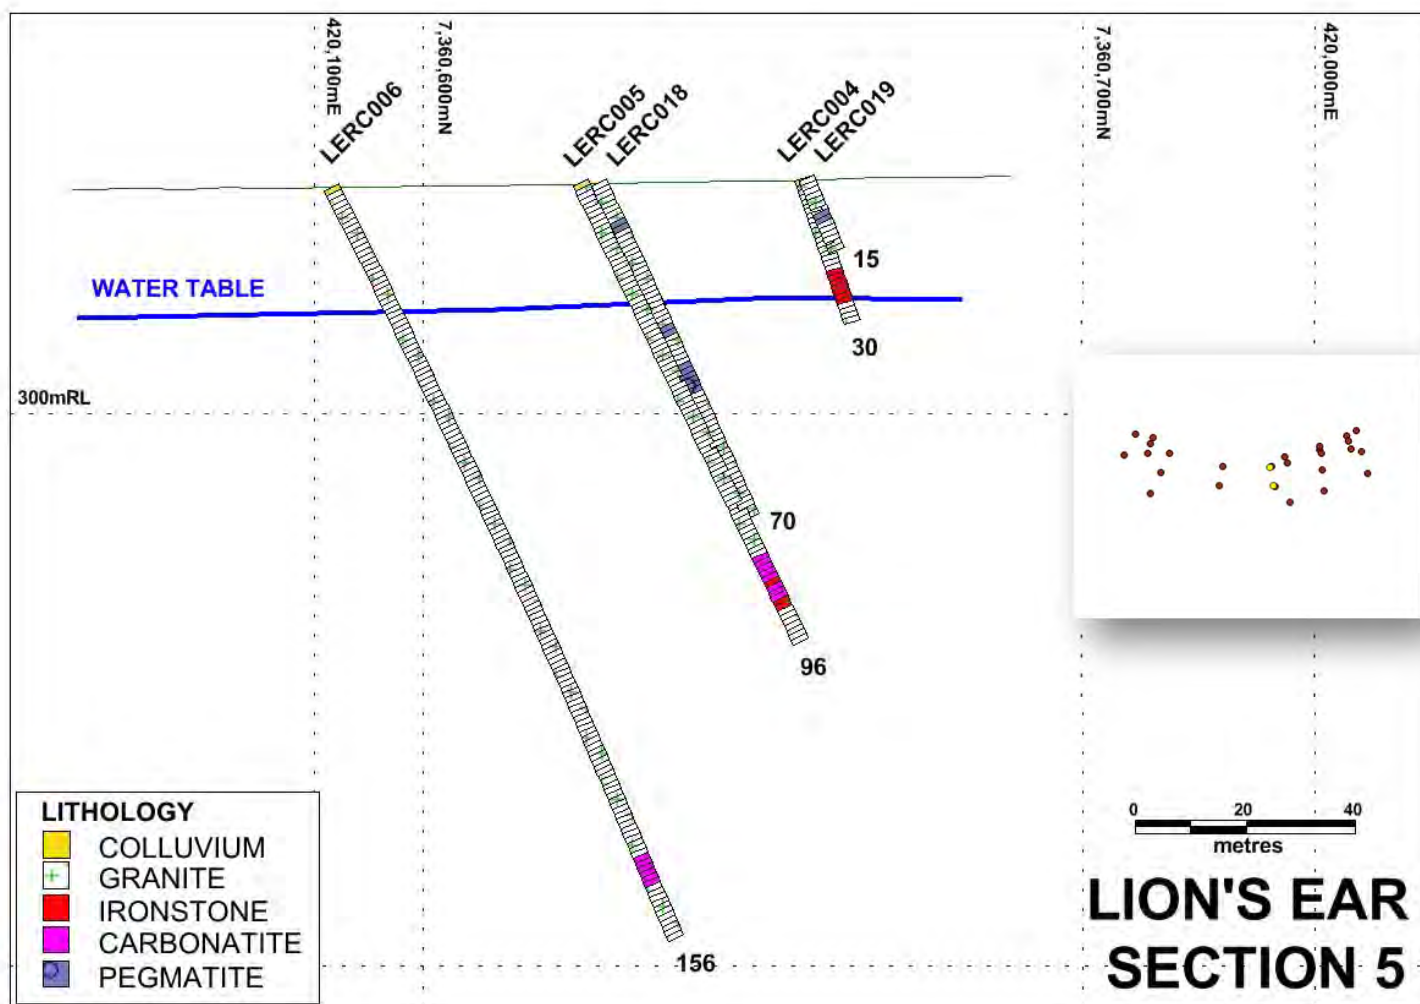 420,100mE
7,360,600mN
7,360,700mN
420,000mE
LERC006
LERC005
LERC018
LERC004
LERC019
15
WATER TABLE
30
300mRL
70
96
156
LITHOLOGY
COLLUVIUM
GRANITE
IRONSTONE
CARBONATITE
PEGMATITE
0 20 40
metres
LION'S EAR
SECTION 5